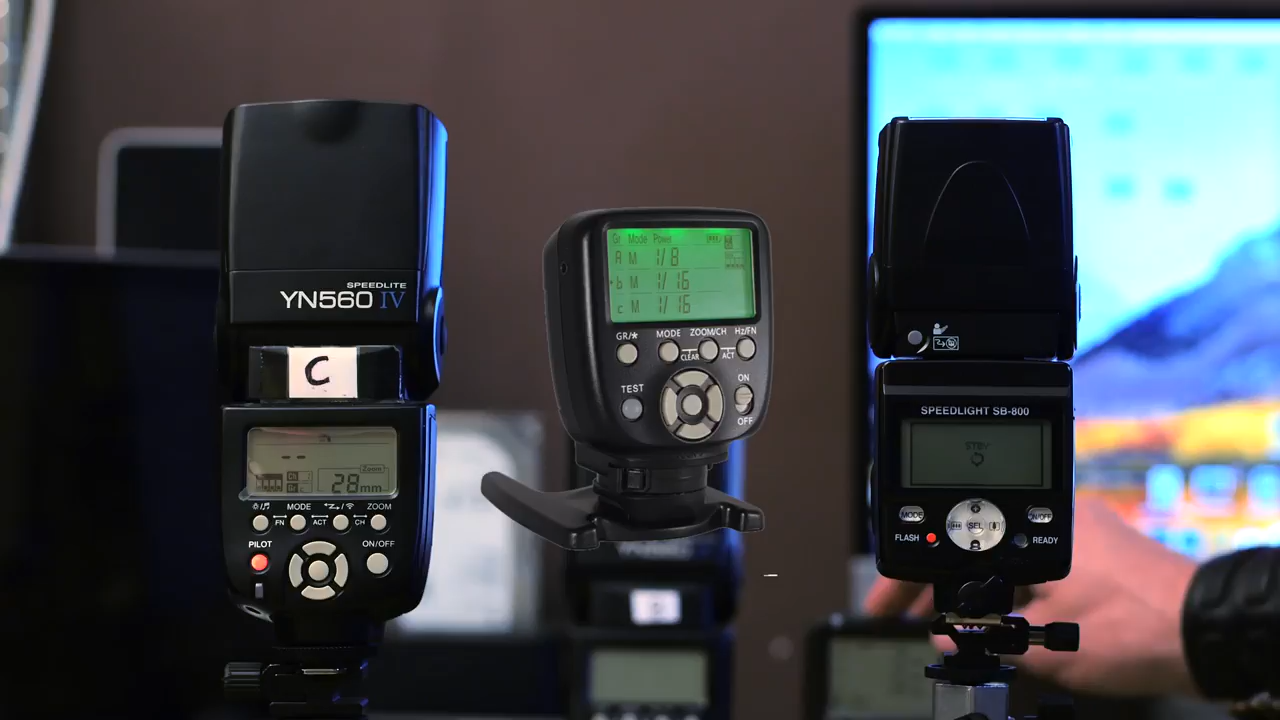 SPEEDLITE
YN560 IV
C
28mm
MODE
ZOOM
FN
ACT
CH
PILOT
ON/OFF
Gr Mode Power
A M 1/8
b M 1/16
c M 1/16
GR/*
MODE
ZOOM/CH
Hz/FN
CLEAR
ACT
TEST
ON
OFF
SPEEDLIGHT SB-800
STBY
MODE
SEL
ON/OFF
FLASH
READY